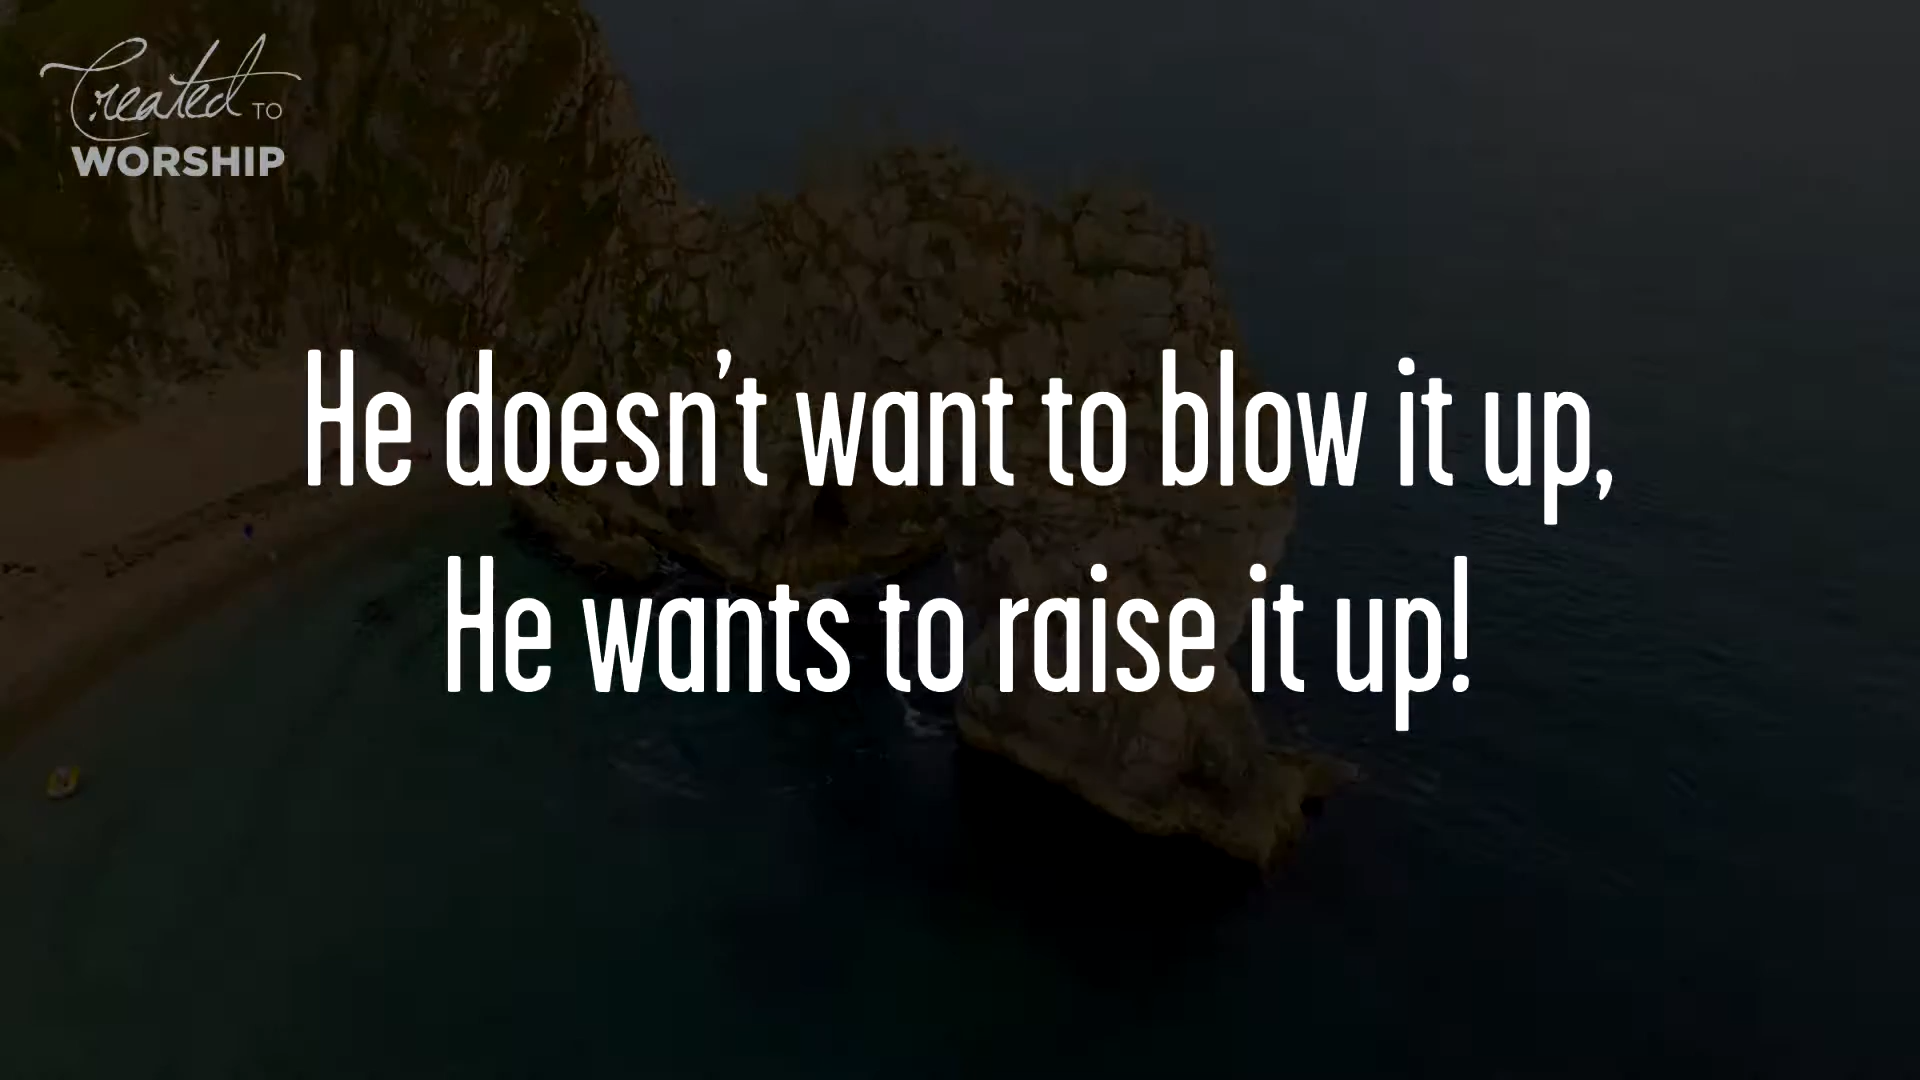 Created TO
WORSHIP
He doesn’t want to blow it up,
He wants to raise it up!